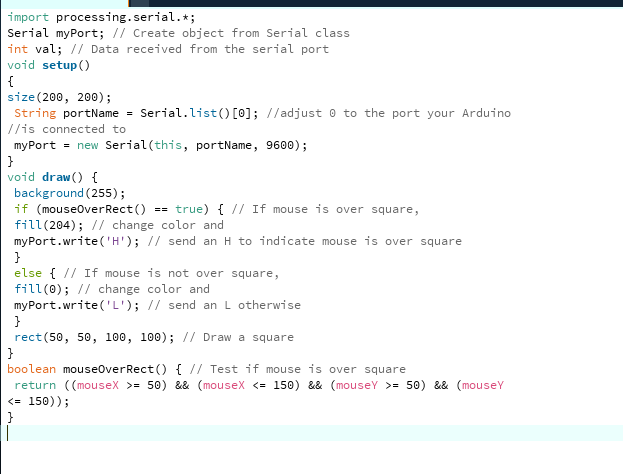 import processing.serial.*;
Serial myPort; // Create object from Serial class
int val; // Data received from the serial port
void setup()
{
size(200, 200);
 String portName = Serial.list()[0]; //adjust 0 to the port your Arduino
//is connected to
 myPort = new Serial(this, portName, 9600);
}
void draw() {
 background(255);
 if (mouseOverRect() == true) { // If mouse is over square,
 fill(204); // change color and
 myPort.write('H'); // send an H to indicate mouse is over square
 }
 else { // If mouse is not over square,
 fill(0); // change color and
 myPort.write('L'); // send an L otherwise
 }
 rect(50, 50, 100, 100); // Draw a square
}
boolean mouseOverRect() { // Test if mouse is over square
 return ((mouseX >= 50) && (mouseX <= 150) && (mouseY >= 50) && (mouseY
<= 150));
}